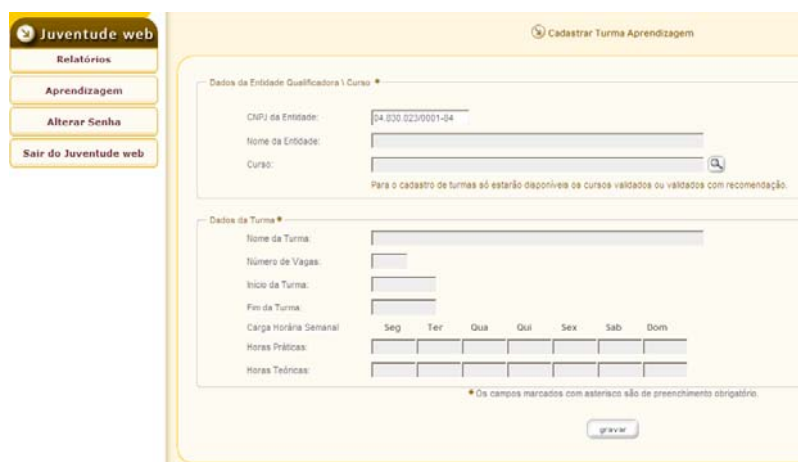 Juventude web
Relatórios
Aprendizagem
Alterar Senha
Sair do Juventude web
Cadastrar Turma Aprendizagem
Dados da Entidade Qualificadora \ Curso *
CNPJ da Entidade: 04.030.023/0001-04
Nome da Entidade:
Curso:
Para o cadastro de turmas só estarão disponíveis os cursos validados ou validados com recomendação.
Dados da Turma *
Nome da Turma:
Número de Vagas:
Início da Turma:
Fim da Turma:
Carga Horária Semanal Seg Ter Qua Qui Sex Sab Dom
Horas Práticas:
Horas Teóricas:
* Os campos marcados com asterisco são de preenchimento obrigatório.
gravar